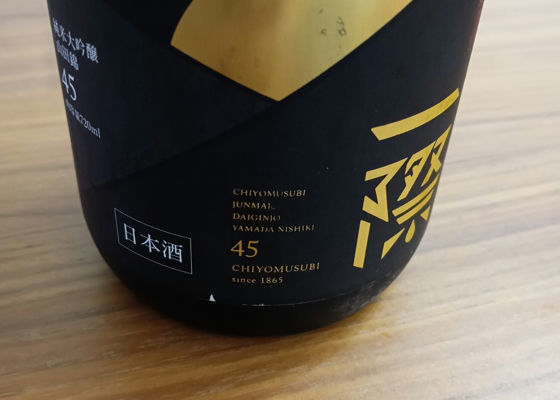 純米大吟醸
山田錦
45
720ml
日本酒
CHIYOMUSUBI
JUNMAI
DAIGINJO
YAMADA NISHIKI
45
CHIYOMUSUBI
since 1865